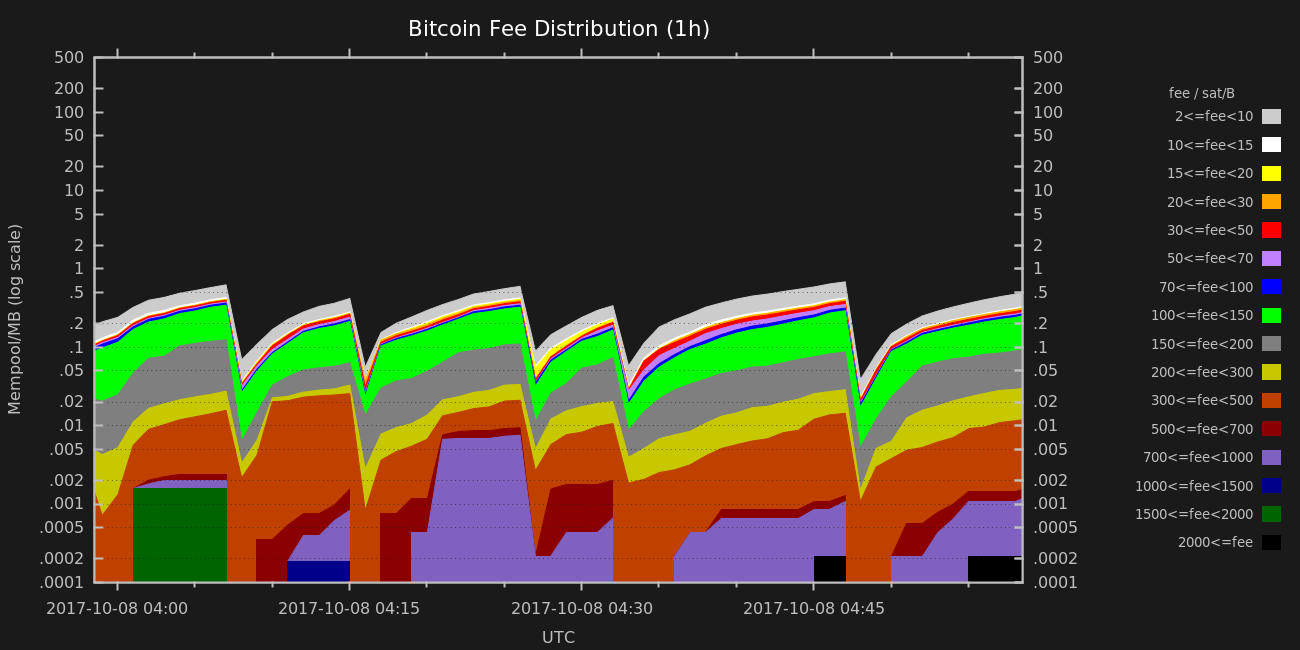 Bitcoin Fee Distribution (1h)
Mempool/MB (log scale)
500
200
100
50
20
10
5
2
1
.5
.2
.1
.05
.02
.01
.005
.002
.001
.0005
.0002
.0001
500
200
100
50
20
10
5
2
1
.5
.2
.1
.05
.02
.01
.005
.002
.001
.0005
.0002
.0001
2017-10-08 04:00
2017-10-08 04:15
2017-10-08 04:30
2017-10-08 04:45
UTC
fee / sat/B
2<=fee<10
10<=fee<15
15<=fee<20
20<=fee<30
30<=fee<50
50<=fee<70
70<=fee<100
100<=fee<150
150<=fee<200
200<=fee<300
300<=fee<500
500<=fee<700
700<=fee<1000
1000<=fee<1500
1500<=fee<2000
2000<=fee